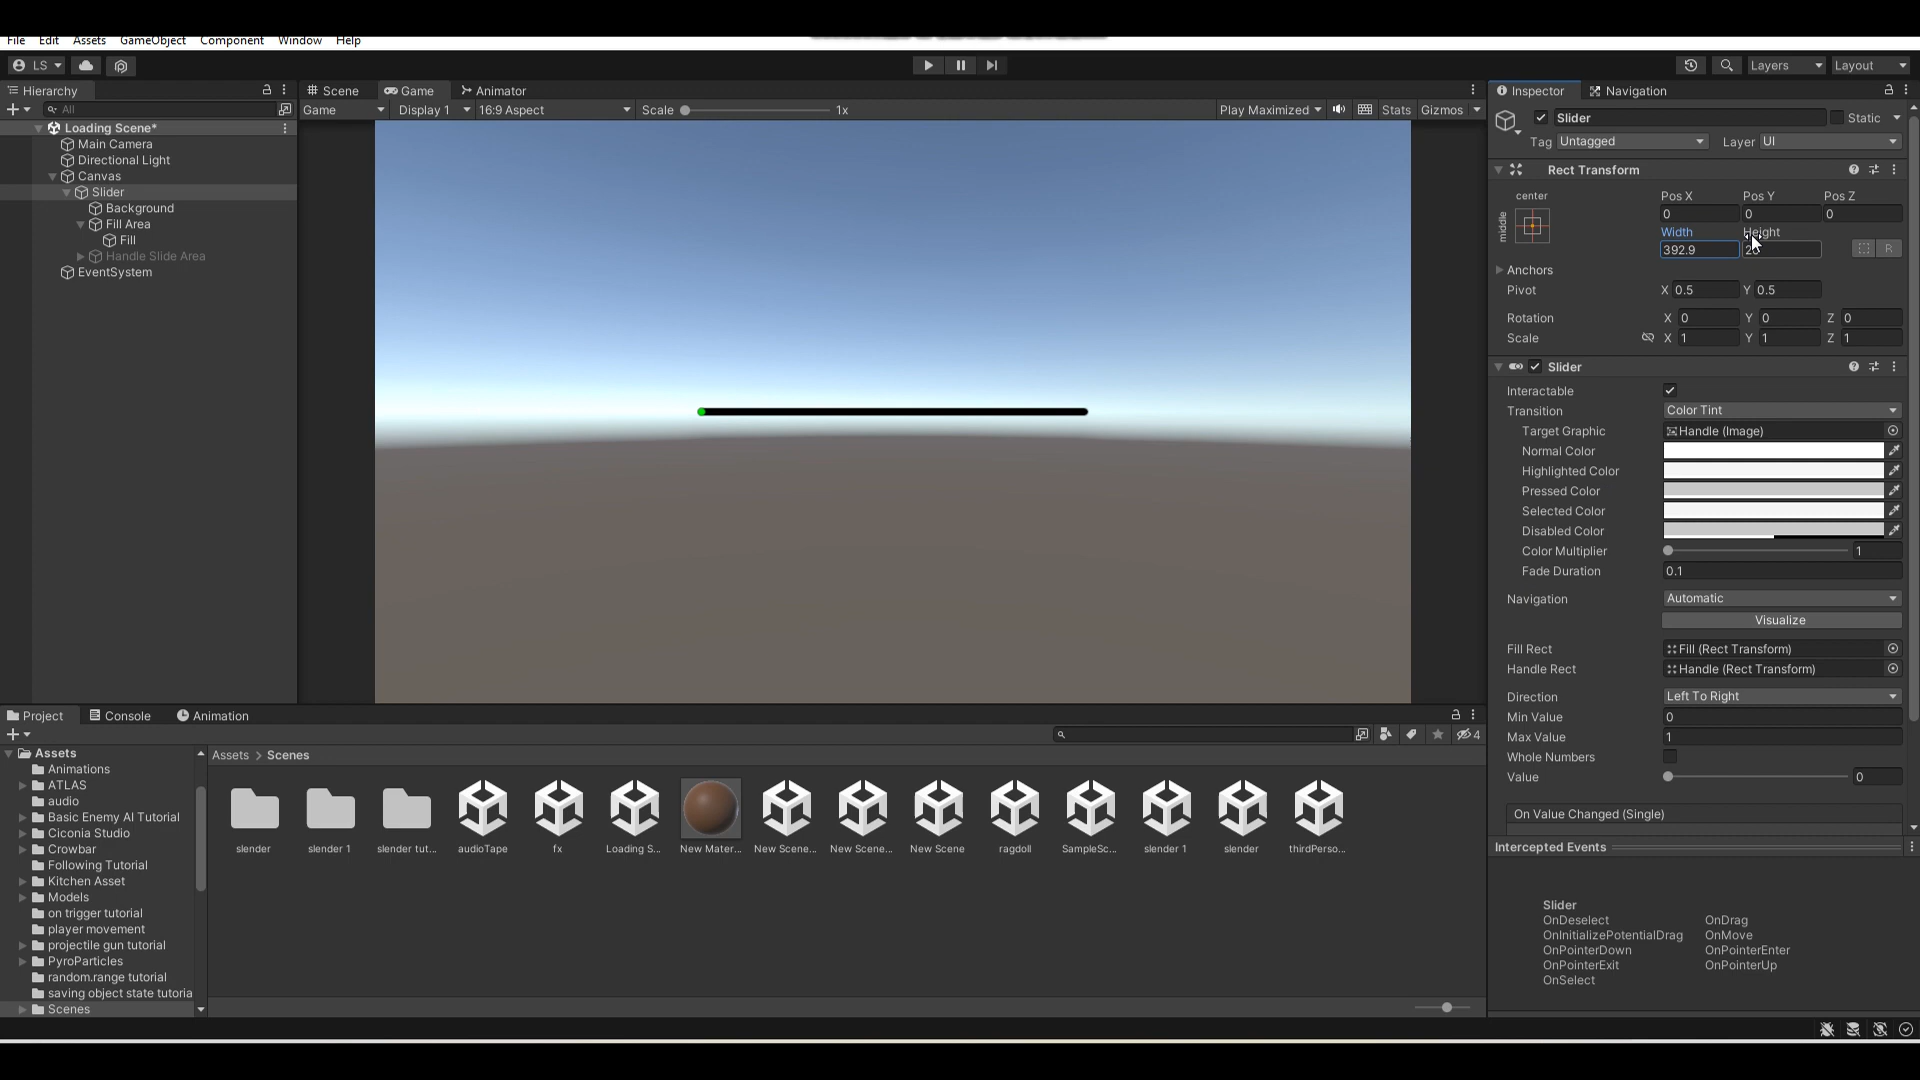 File Edit Assets GameObject Component Window Help
LS Layers Layout
Hierarchy Scene Game Animator Inspector Navigation
All Game Display 1 16:9 Aspect Scale 1x Play Maximized Stats Gizmos
Slider Static
Loading Scene*
Main Camera
Tag Untagged Layer UI
Directional Light
Rect Transform
Canvas
Slider
center Pos X Pos Y Pos Z
Background
middle 0 0 0
Fill Area
Width Height
Fill
392.9
Handle Slide Area
Anchors
EventSystem
Pivot X 0.5 Y 0.5
Rotation X 0 Y 0 Z 0
Scale X 1 Y 1 Z 1
Slider
Interactable
Transition Color Tint
Target Graphic Handle (Image)
Normal Color
Highlighted Color
Pressed Color
Selected Color
Disabled Color
Color Multiplier 1
Fade Duration 0.1
Navigation Automatic
Visualize
Fill Rect Fill (Rect Transform)
Handle Rect Handle (Rect Transform)
Direction Left To Right
Min Value 0
Max Value 1
Whole Numbers
Value 0
On Value Changed (Single)
Intercepted Events
Slider
OnDeselect OnDrag
OnInitializePotentialDrag OnMove
OnPointerDown OnPointerEnter
OnPointerExit OnPointerUp
OnSelect
Project Console Animation
4
Assets
Assets > Scenes
Animations
ATLAS
audio
Basic Enemy AI Tutorial
Ciconia Studio
Crowbar
Following Tutorial
Kitchen Asset
Models
on trigger tutorial
player movement
projectile gun tutorial
PyroParticles
random.range tutorial
saving object state tutoria
Scenes
slender slender 1 slender tut... audioTape fx Loading S... New Mater... New Scene... New Scene... New Scene ragdoll SampleSc... slender 1 slender thirdPerso...